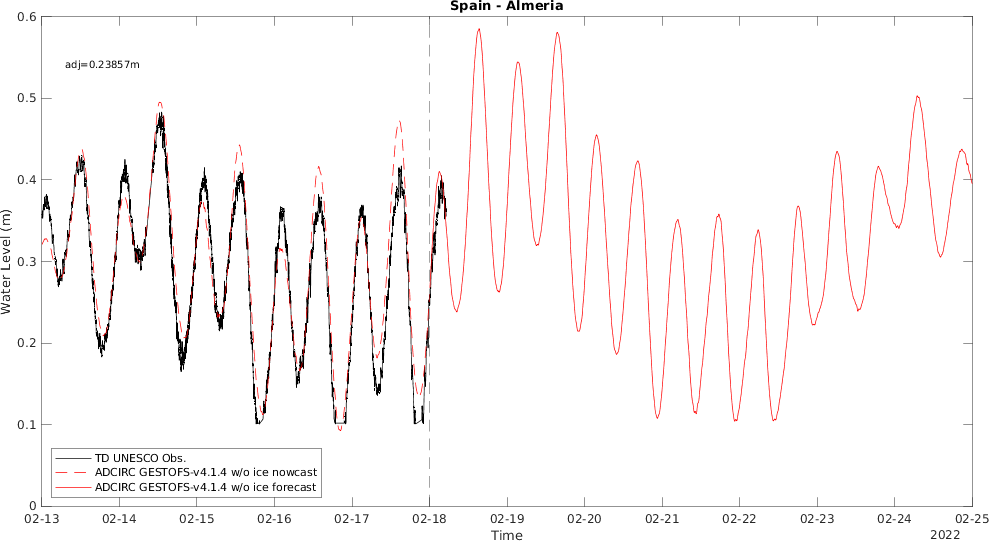 Spain - Almeria
0.6
adj=0.23857m
0.5
0.4
0.3
0.2
0.1
0
Water Level (m)
TD UNESCO Obs.
ADCIRC GESTOFS-v4.1.4 w/o ice nowcast
ADCIRC GESTOFS-v4.1.4 w/o ice forecast
02-13 02-14 02-15 02-16 02-17 02-18 02-19 02-20 02-21 02-22 02-23 02-24 02-25
Time
2022